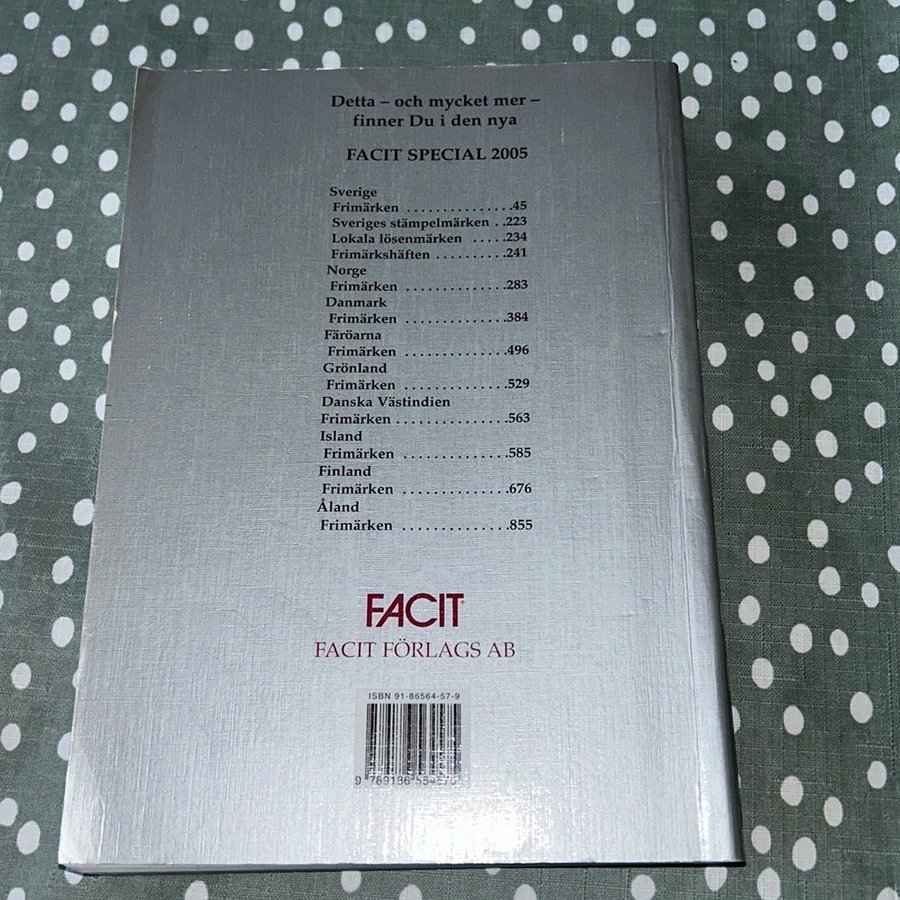 Detta – och mycket mer –
finner Du i den nya
FACIT SPECIAL 2005
Sverige
Frimärken . . . . . . . . . . . . . . .45
Sveriges stämpelmärken . .223
Lokala lösenmärken . . . . .234
Frimärkshäften . . . . . . . . . .241
Norge
Frimärken . . . . . . . . . . . . . .283
Danmark
Frimärken . . . . . . . . . . . . . .384
Färöarna
Frimärken . . . . . . . . . . . . . .496
Grönland
Frimärken . . . . . . . . . . . . . .529
Danska Västindien
Frimärken . . . . . . . . . . . . . .563
Island
Frimärken . . . . . . . . . . . . . .585
Finland
Frimärken . . . . . . . . . . . . . .676
Åland
Frimärken . . . . . . . . . . . . . .855
FACIT
FACIT FÖRLAGS AB
ISBN 91-86564-57-9